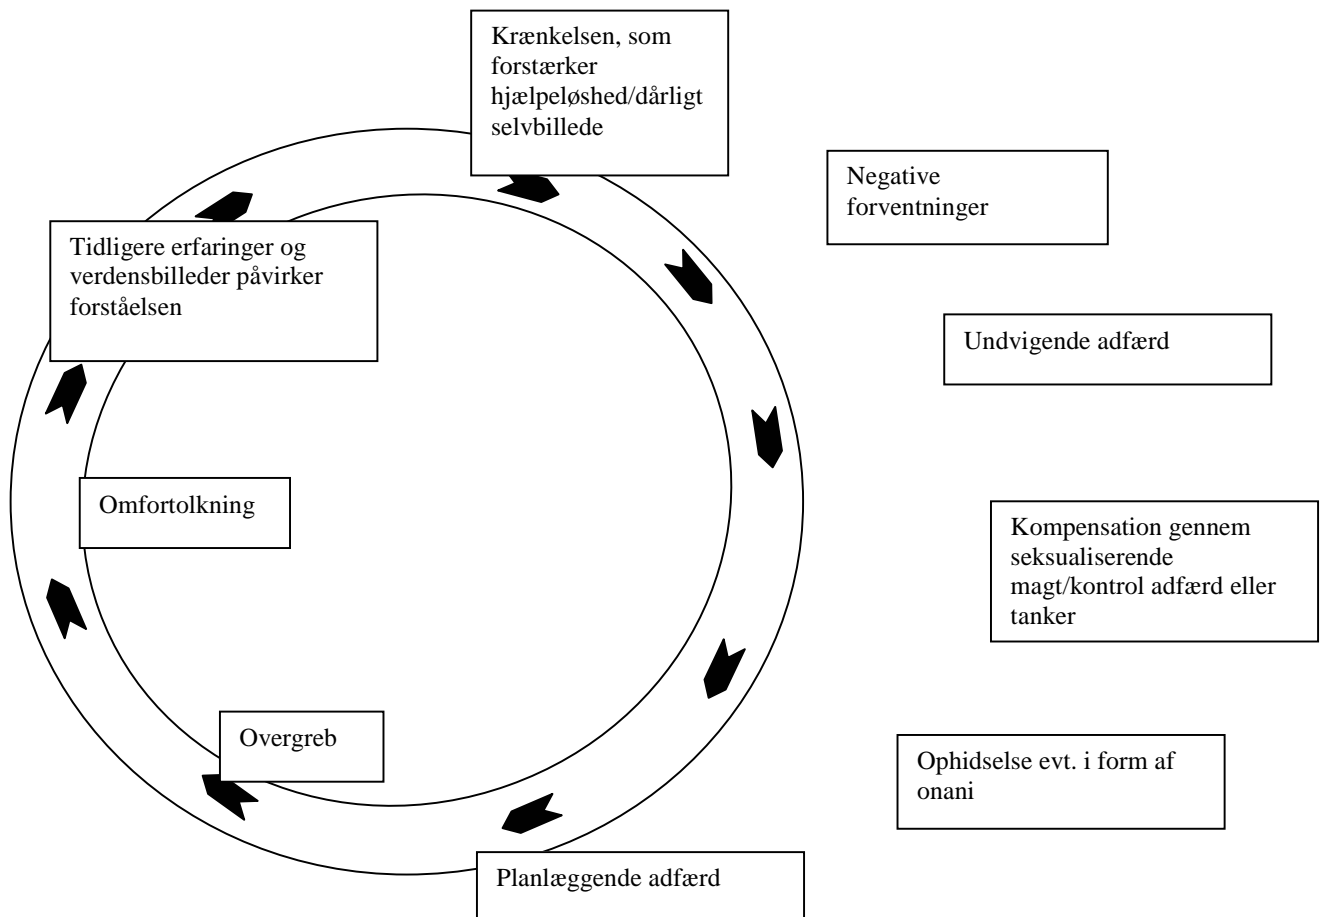 Krænkelsen, som
forstærker
hjælpeløshed/dårligt
selvbillede
Negative
forventninger
Tidligere erfaringer og
verdensbilleder påvirker
forståelsen
Undvigende adfærd
Omfortolkning
Kompensation gennem
seksualiserende
magt/kontrol adfærd eller
tanker
Overgreb
Ophidselse evt. i form af
onani
Planlæggende adfærd